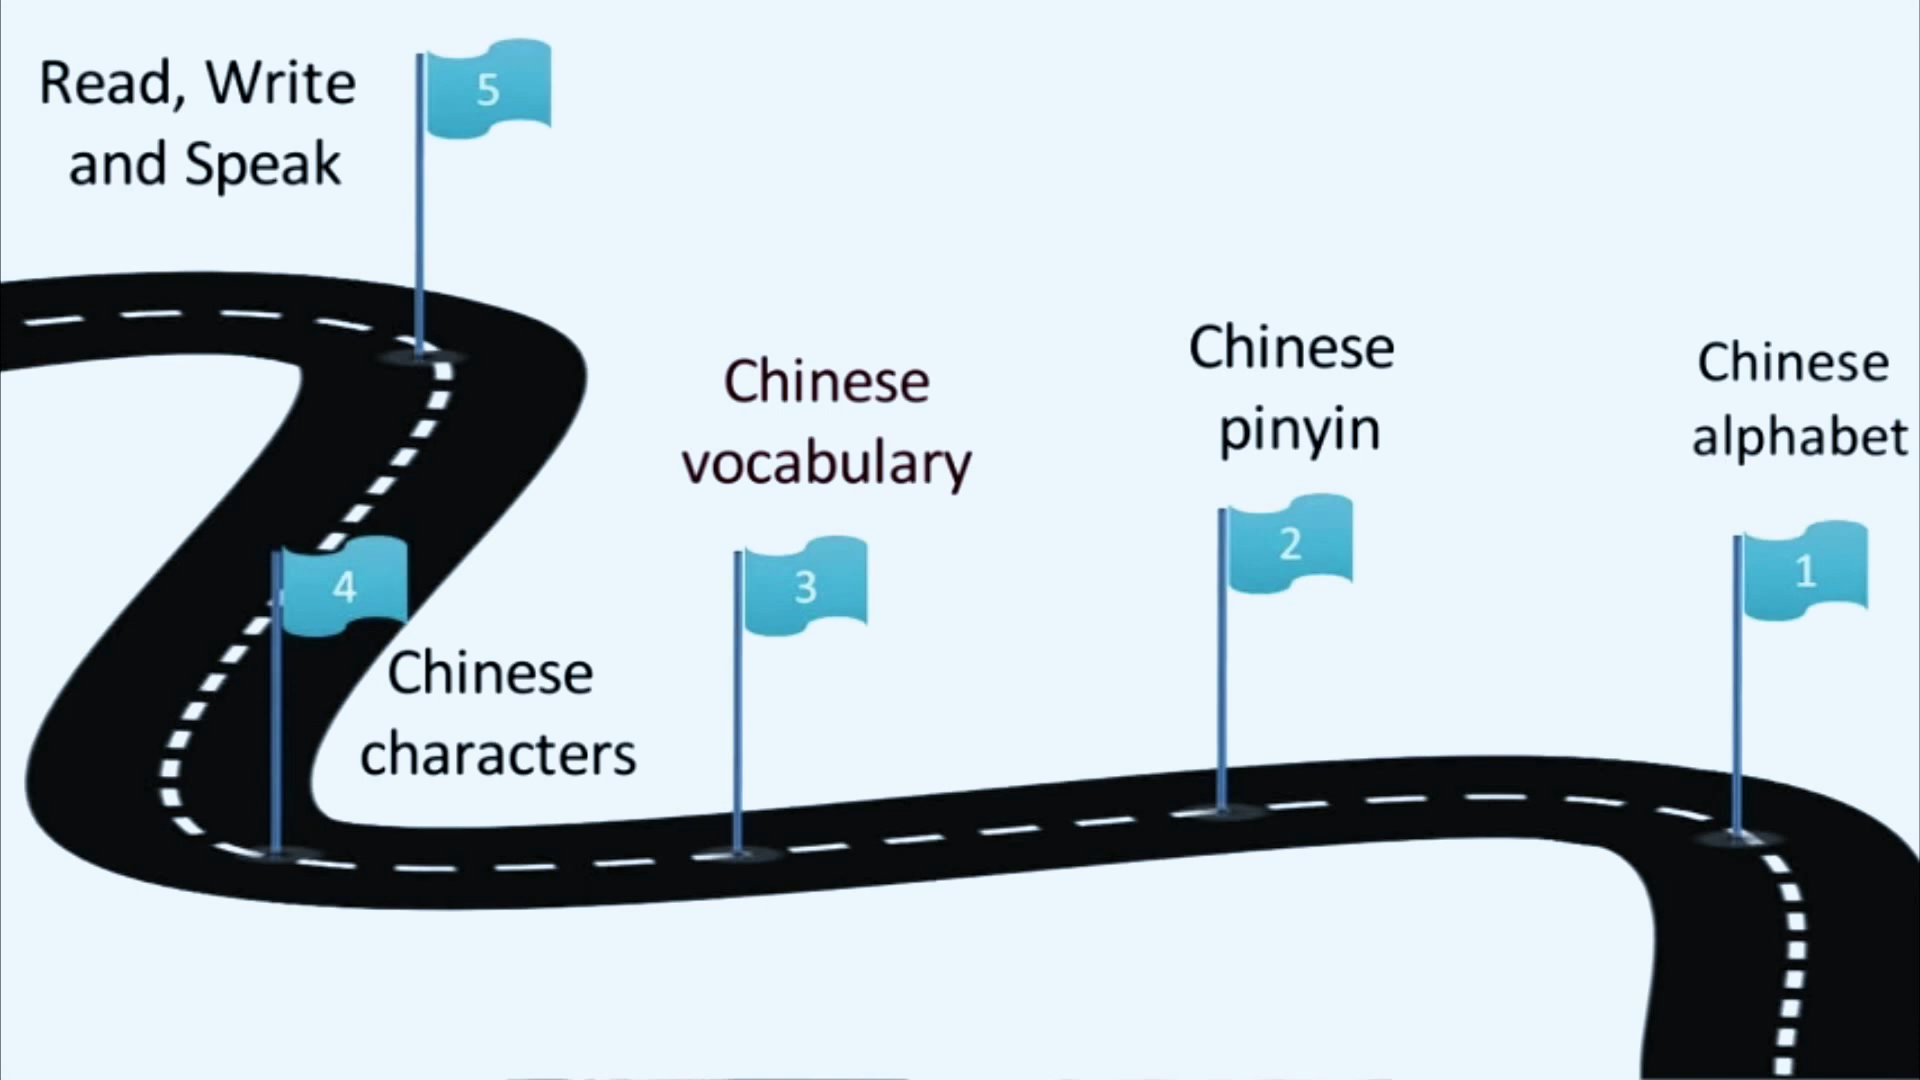 Read, Write
and Speak
5
Chinese
vocabulary
Chinese
pinyin
Chinese
alphabet
4
3
2
1
Chinese
characters